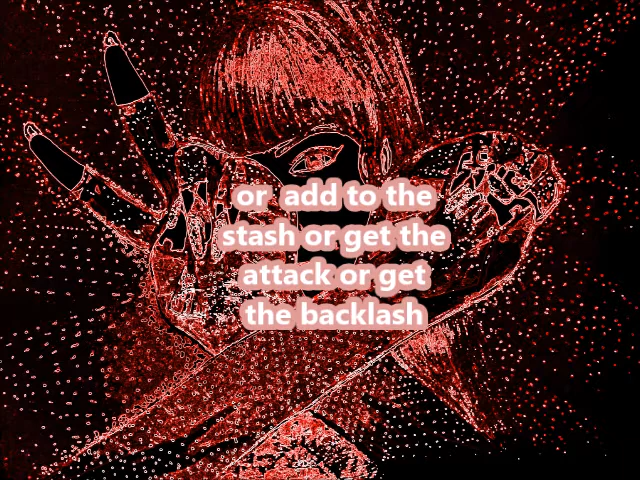 or  add to the
stash or get the
attack or get
the backlash